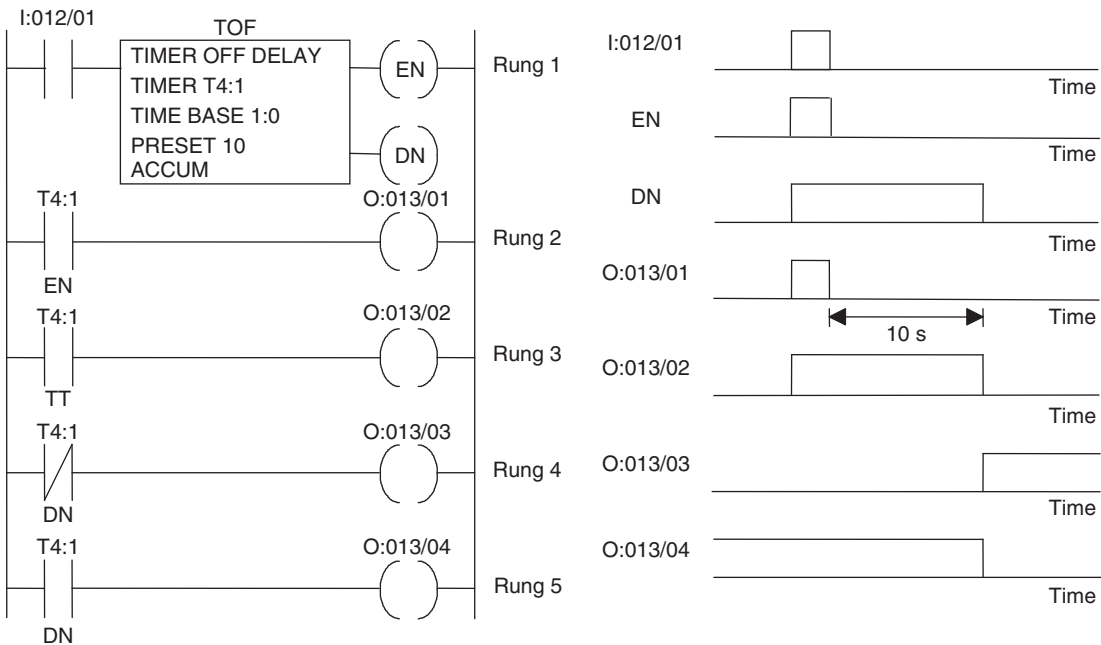 I:012/01
TOF
TIMER OFF DELAY
TIMER T4:1
TIME BASE 1:0
PRESET 10
ACCUM
EN
DN
Rung 1
T4:1
EN
O:013/01
Rung 2
T4:1
TT
O:013/02
Rung 3
T4:1
DN
O:013/03
Rung 4
T4:1
DN
O:013/04
Rung 5
I:012/01
Time
EN
Time
DN
Time
O:013/01
10 s
Time
O:013/02
Time
O:013/03
Time
O:013/04
Time